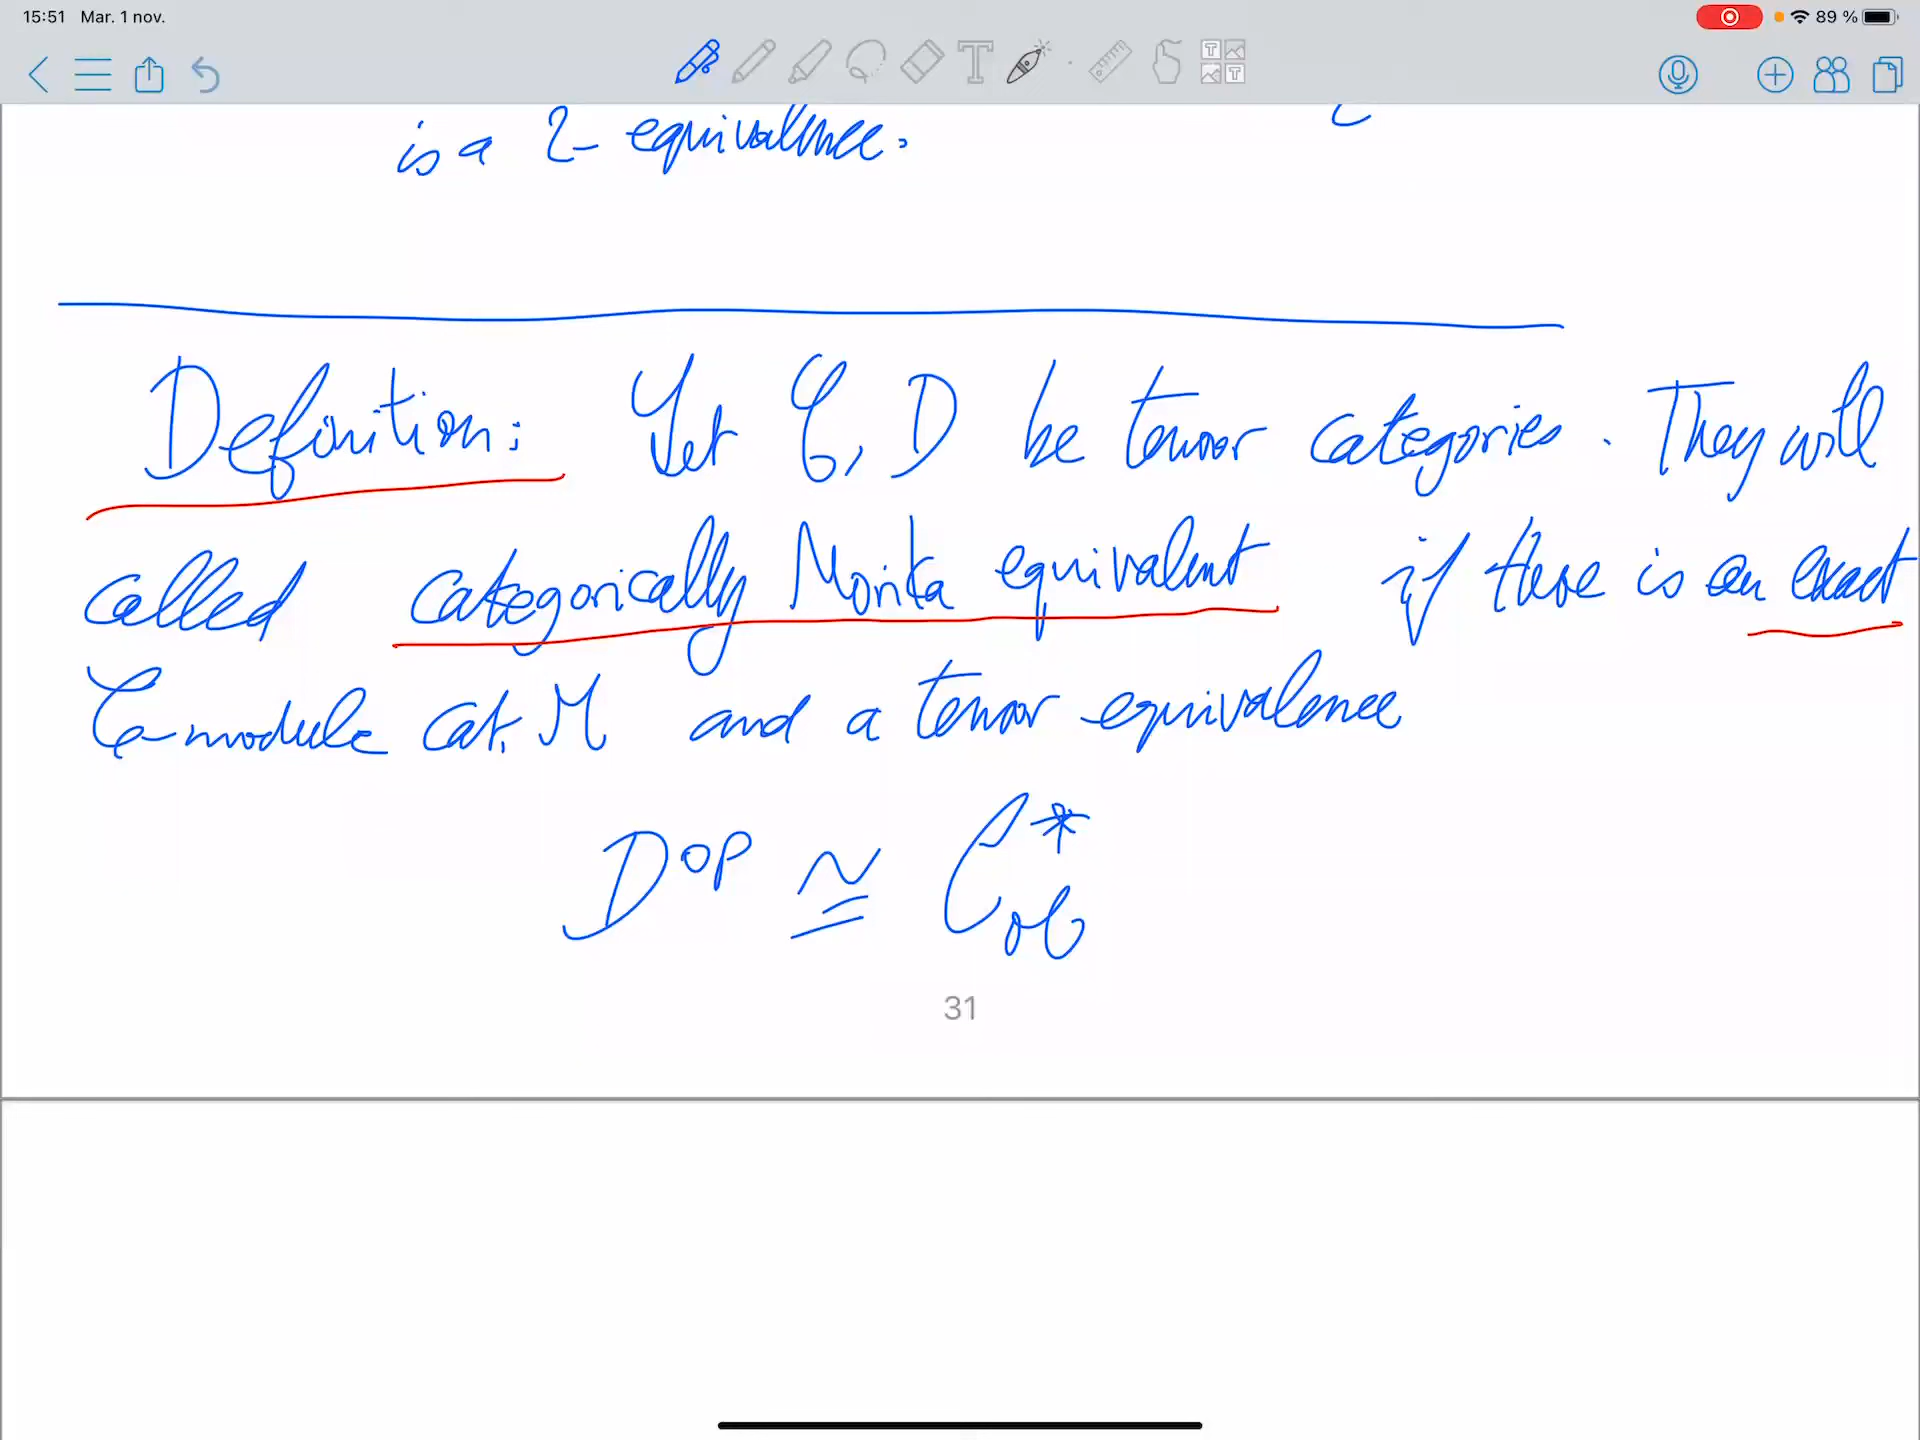 15:51 Mar. 1 nov. 89 %
is a 2-equivalence.
Definition: Let 𝒞, D be tensor categories. They will
called categorically Morita equivalent if there is an exact
𝒞-module cat. M and a tensor equivalence
D^op ≅ 𝒞*_M
31